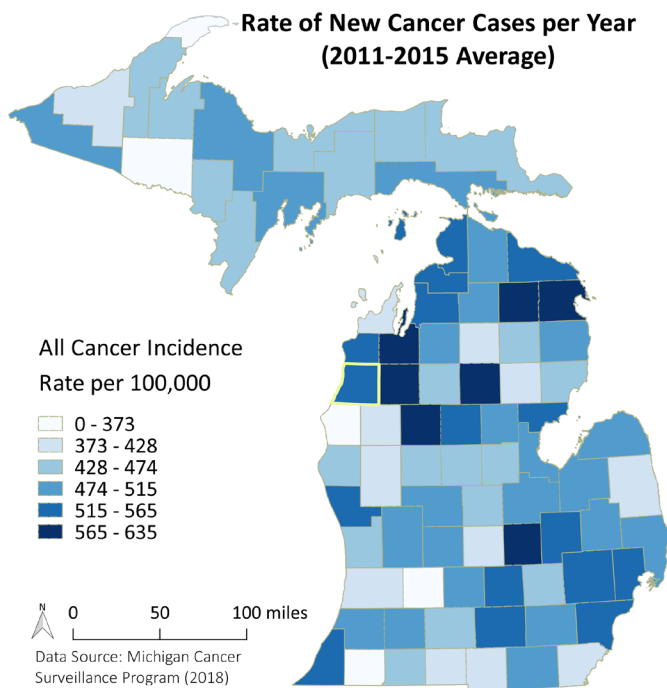 Rate of New Cancer Cases per Year
(2011-2015 Average)
All Cancer Incidence
Rate per 100,000
0 - 373
373 - 428
428 - 474
474 - 515
515 - 565
565 - 635
N
0 50 100 miles
Data Source: Michigan Cancer
Surveillance Program (2018)